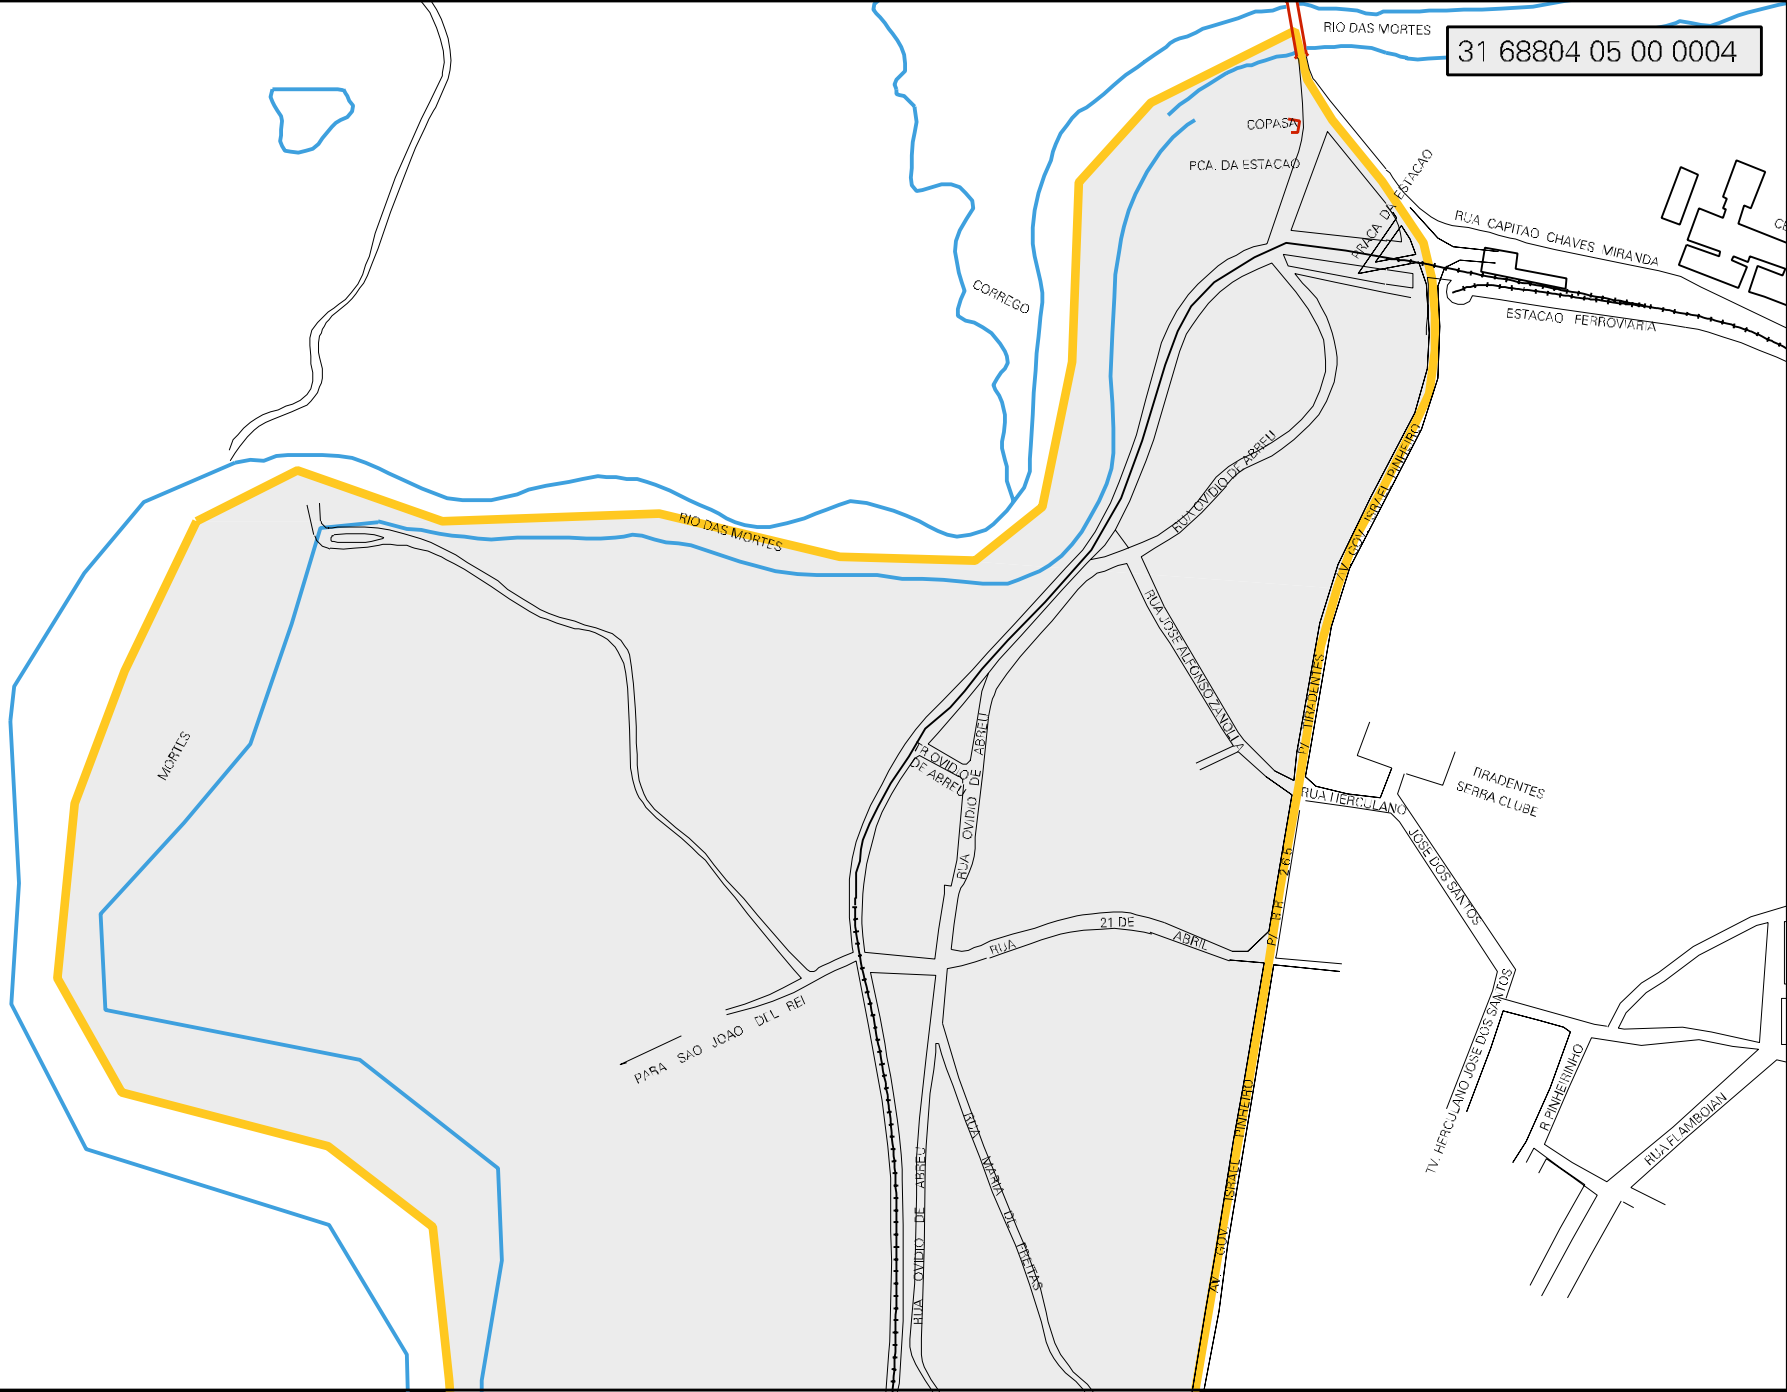 RIO DAS MORTES
31 68804 05 00 0004
COPASA
PCA. DA ESTACAO
PRACA DA ESTACAO
RUA CAPITAO CHAVES MIRANDA
CORREGO
ESTACAO FERROVIARIA
RUA OVIDIO DE ABREU
AV. GOV. ISRAEL PINHEIRO
RIO DAS MORTES
RUA JOSE ALFONSO ZANOLLA
P/ TIRADENTES
MORTES
TR OVIDIO
DE ABREU
RUA OVIDIO DE ABREU
TIRADENTES
SERRA CLUBE
RUA HERCULANO JOSE DOS SANTOS
P/ BR 265
RUA 21 DE ABRIL
PARA SAO JOAO DEL REI
TV. HERCULANO JOSE DOS SANTOS
R PINHEIRINHO
RUA FLAMBOIAN
RUA MARIA DE FREITAS
RUA OVIDIO DE ABREU
AV. GOV. ISRAEL PINHEIRO